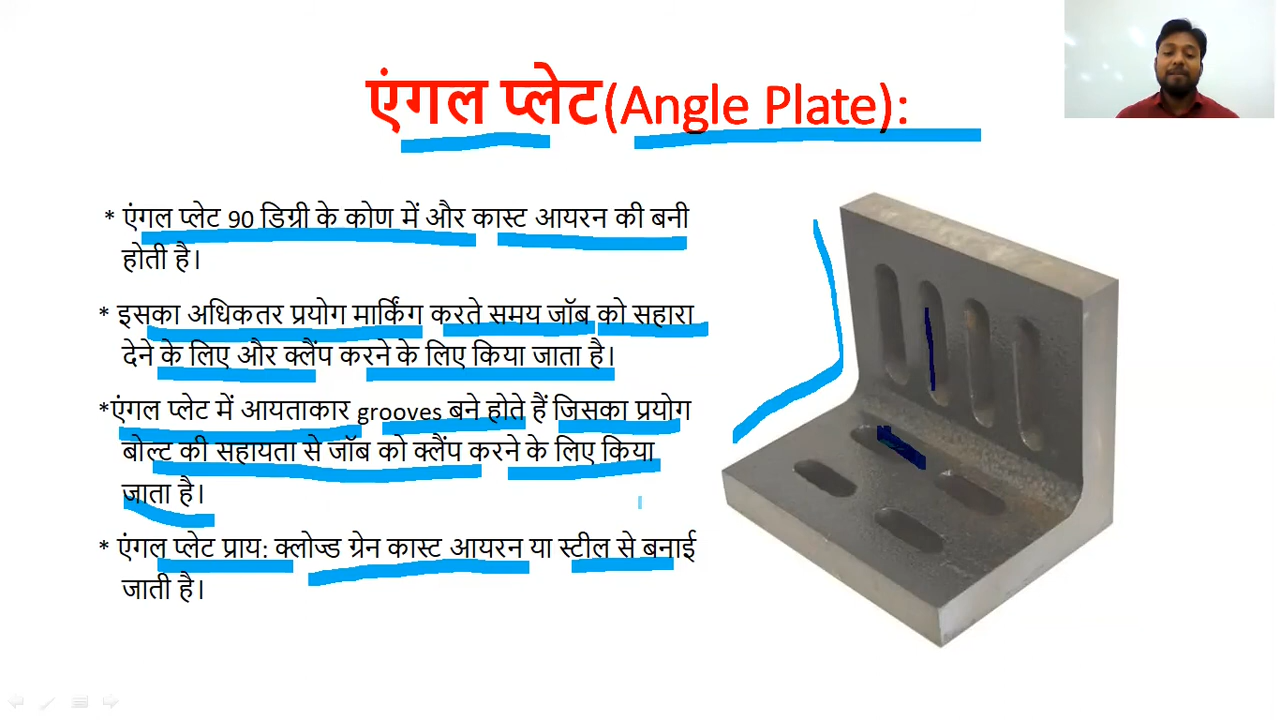 एंगल प्लेट(Angle Plate):
* एंगल प्लेट 90 डिग्री के कोण में और कास्ट आयरन की बनी
होती है।
* इसका अधिकतर प्रयोग मार्किंग करते समय जॉब को सहारा
देने के लिए और क्लैंप करने के लिए किया जाता है।
*एंगल प्लेट में आयताकार grooves बने होते हैं जिसका प्रयोग
बोल्ट की सहायता से जॉब को क्लैंप करने के लिए किया
जाता है।
* एंगल प्लेट प्राय: क्लोज्ड ग्रेन कास्ट आयरन या स्टील से बनाई
जाती है।